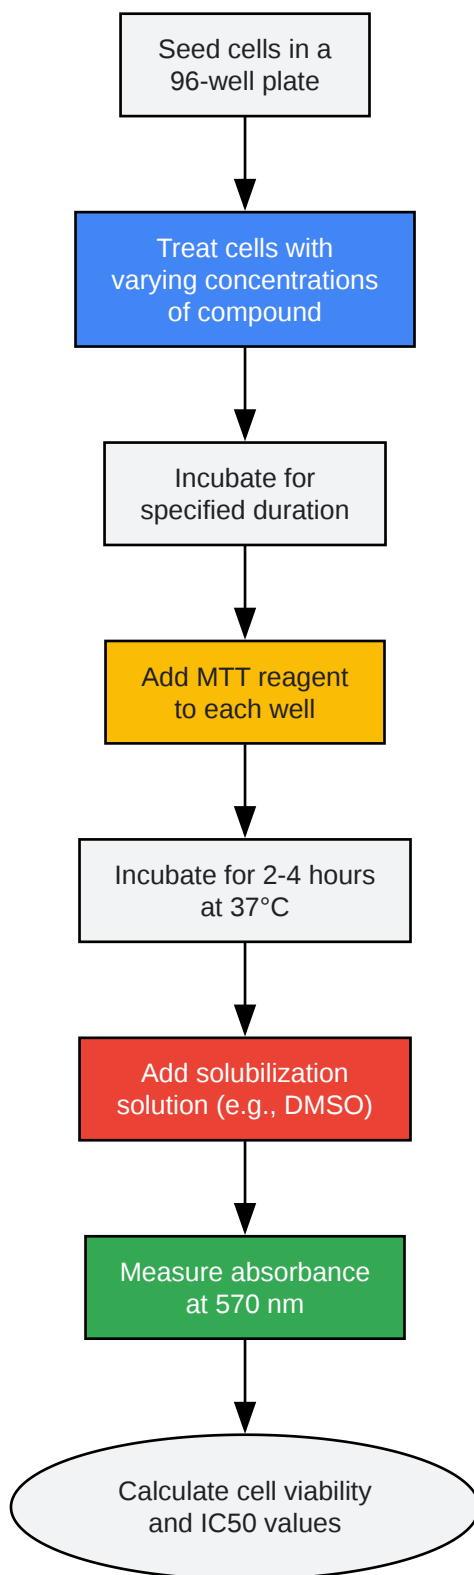 Seed cells in a
96-well plate
Treat cells with
varying concentrations
of compound
Incubate for
specified duration
Add MTT reagent
to each well
Incubate for 2-4 hours
at 37°C
Add solubilization
solution (e.g., DMSO)
Measure absorbance
at 570 nm
Calculate cell viability
and IC50 values